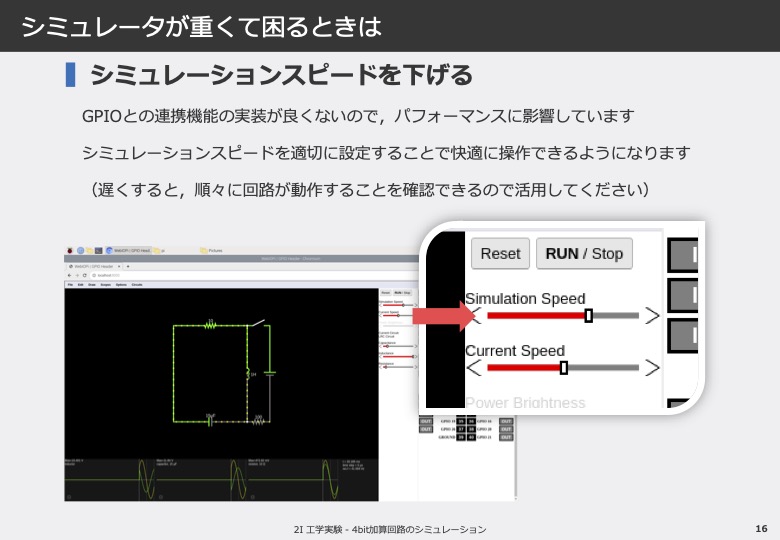 シミュレータが重くて困るときは
シミュレーションスピードを下げる
GPIOとの連携機能の実装が良くないので，パフォーマンスに影響しています
シミュレーションスピードを適切に設定することで快適に操作できるようになります
（遅くすると，順々に回路が動作することを確認できるので活用してください）
Reset
RUN / Stop
Simulation Speed
Current Speed
Power Brightness
OUT
OUT
2I 工学実験 - 4bit加算回路のシミュレーション
16